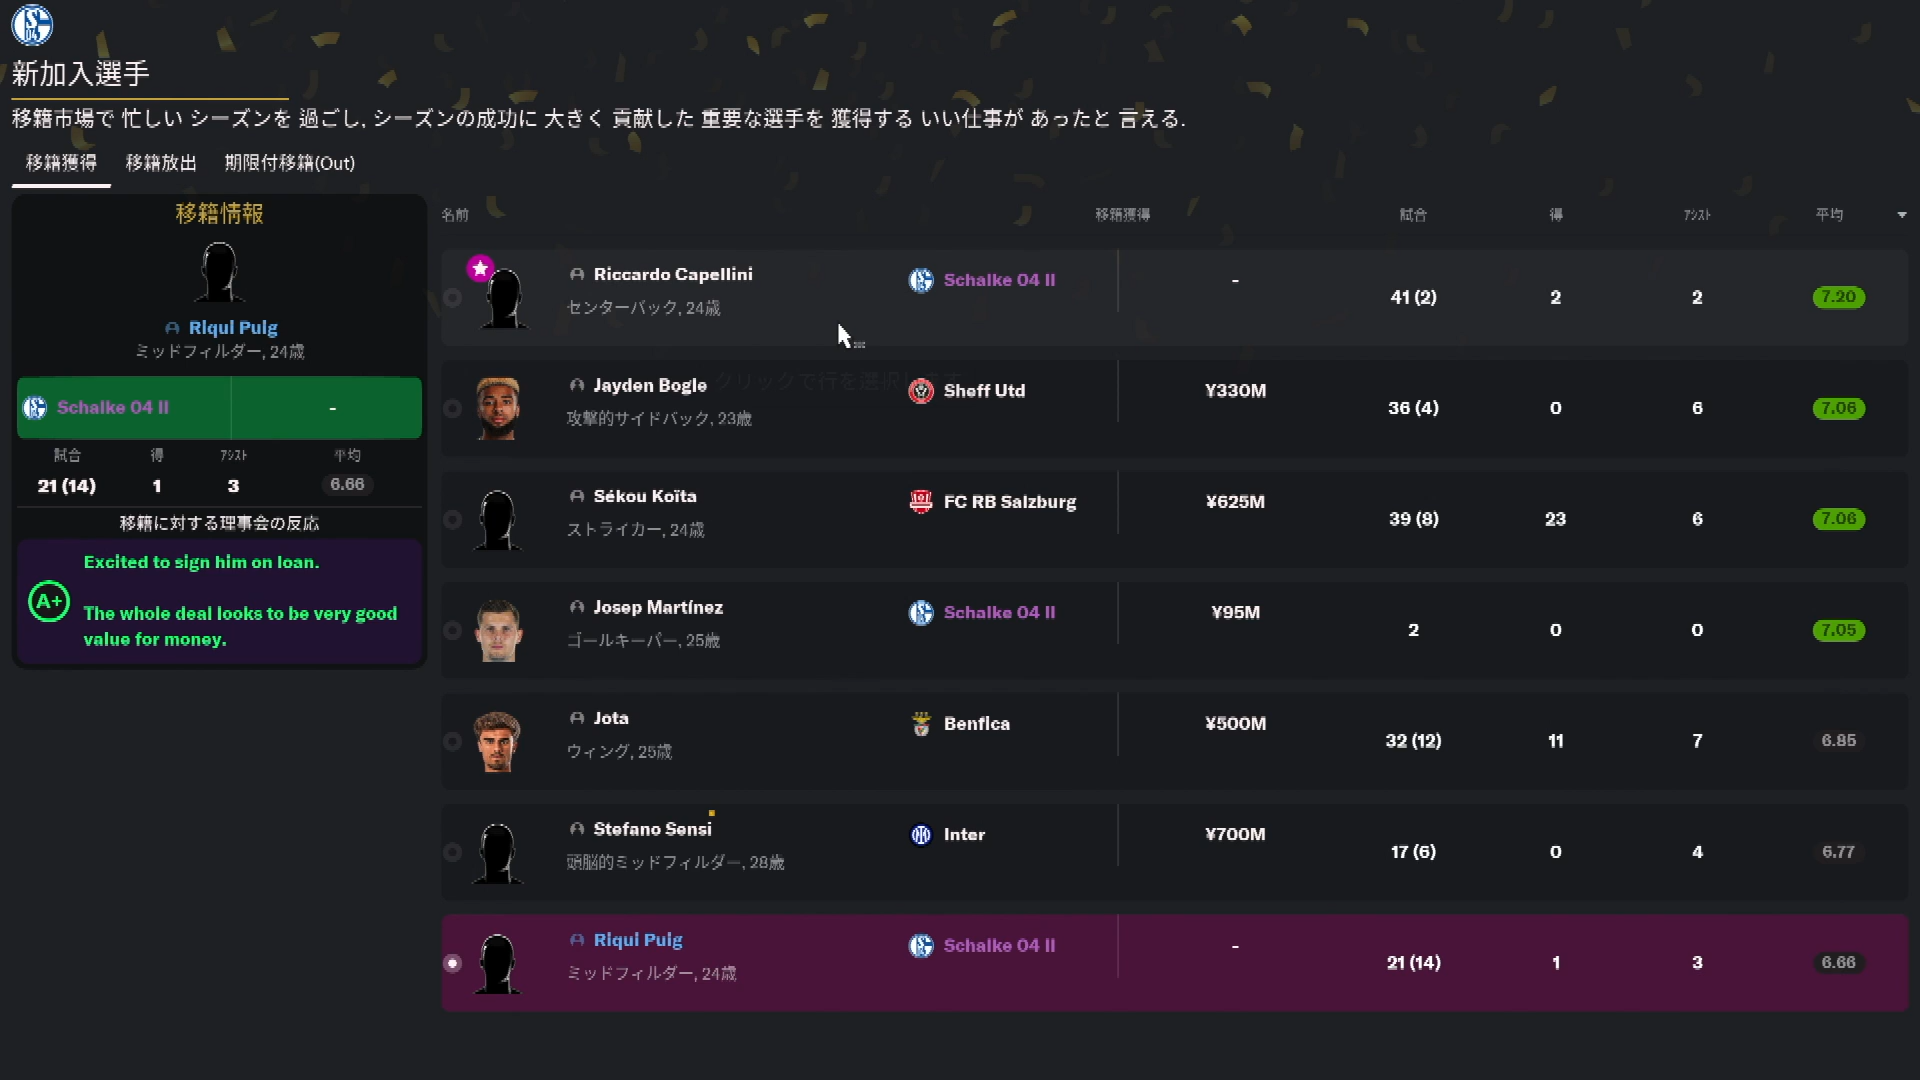 新加入選手
移籍市場で 忙しい シーズンを 過ごし, シーズンの成功に 大きく 貢献した 重要な選手を 獲得する いい仕事が あったと 言える.
移籍獲得 移籍放出 期限付移籍(Out)
移籍情報
Riqui Puig
ミッドフィルダー, 24歳
Schalke 04 II -
試合 得 アシスト 平均
21 (14) 1 3 6.66
移籍に対する理事会の反応
A+
Excited to sign him on loan.
The whole deal looks to be very good
value for money.
名前 移籍獲得 試合 得 アシスト 平均
Riccardo Capellini Schalke 04 II -
センターバック, 24歳 41 (2) 2 2 7.20
クリックで行を選択
Jayden Bogle Sheff Utd ¥330M
攻撃的サイドバック, 23歳 36 (4) 0 6 7.06
Sékou Koïta FC RB Salzburg ¥625M
ストライカー, 24歳 39 (8) 23 6 7.06
Josep Martínez Schalke 04 II ¥95M
ゴールキーパー, 25歳 2 0 0 7.05
Jota Benfica ¥500M
ウィング, 25歳 32 (12) 11 7 6.85
Stefano Sensi Inter ¥700M
頭脳的ミッドフィルダー, 28歳 17 (6) 0 4 6.77
Riqui Puig Schalke 04 II -
ミッドフィルダー, 24歳 21 (14) 1 3 6.66